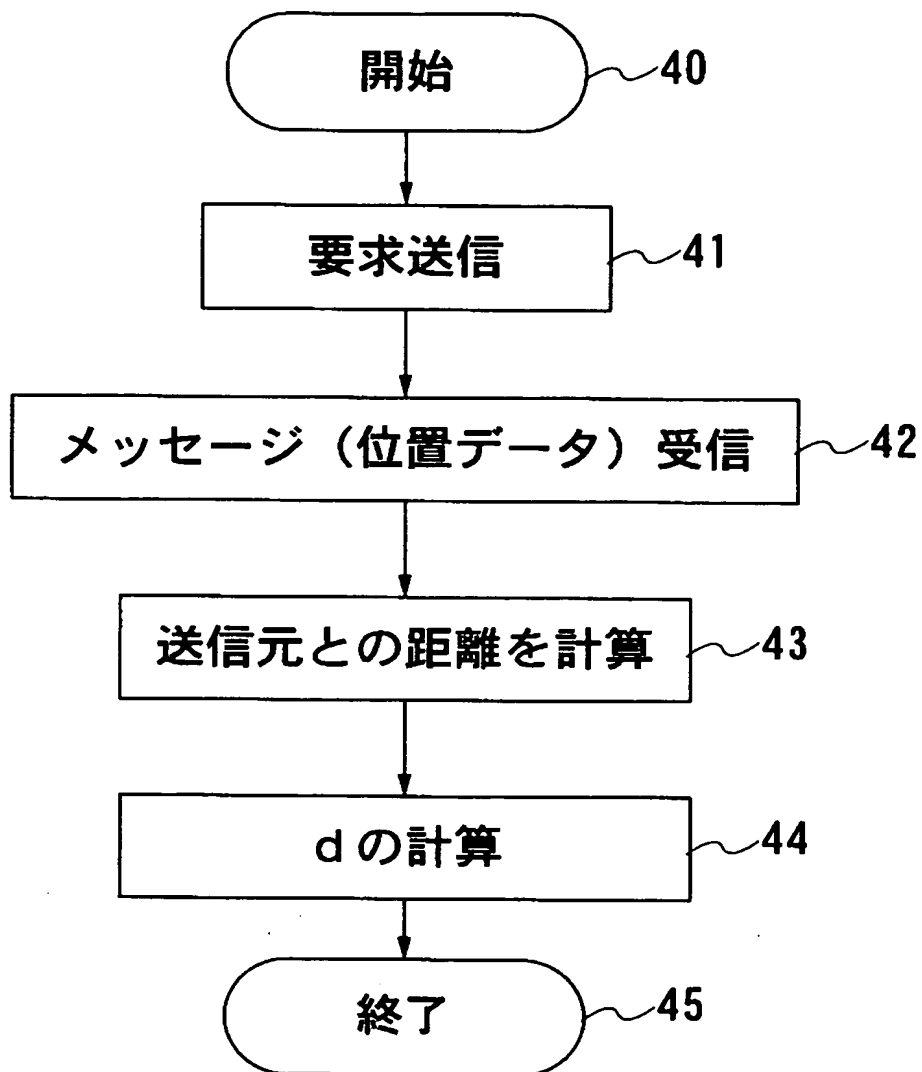 開始 40
要求送信 41
メッセージ（位置データ）受信 42
送信元との距離を計算 43
ｄの計算 44
終了 45